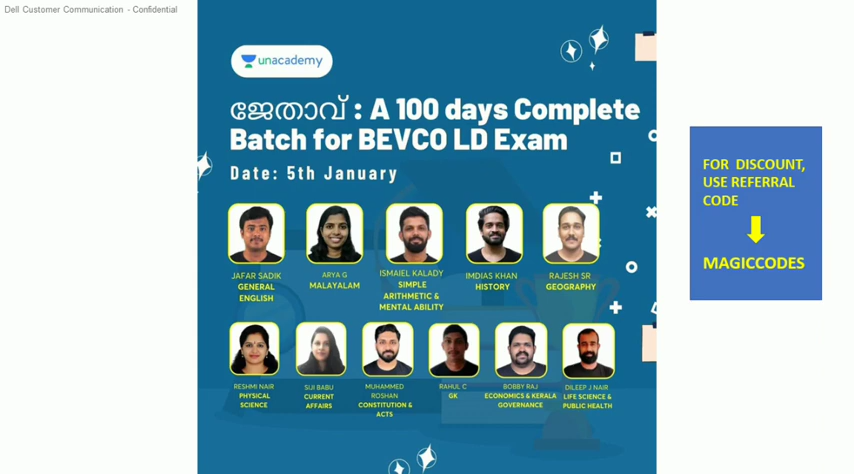 Dell Customer Communication - Confidential
unacademy
ജേതാവ് : A 100 days Complete
Batch for BEVCO LD Exam
Date: 5th January
JAFAR SADIK
GENERAL
ENGLISH
ARYA G
MALAYALAM
ISMAIEL KALADY
SIMPLE
ARITHMETIC &
MENTAL ABILITY
IMDIAS KHAN
HISTORY
RAJESH SR
GEOGRAPHY
RESHMI NAIR
PHYSICAL
SCIENCE
SUJI BABU
CURRENT
AFFAIRS
MUHAMMED
ROSHAN
CONSTITUTION &
ACTS
RAHUL C
GK
BOBBY RAJ
ECONOMICS & KERALA
GOVERNANCE
DILEEP J NAIR
LIFE SCIENCE &
PUBLIC HEALTH
FOR DISCOUNT,
USE REFERRAL
CODE
MAGICCODES